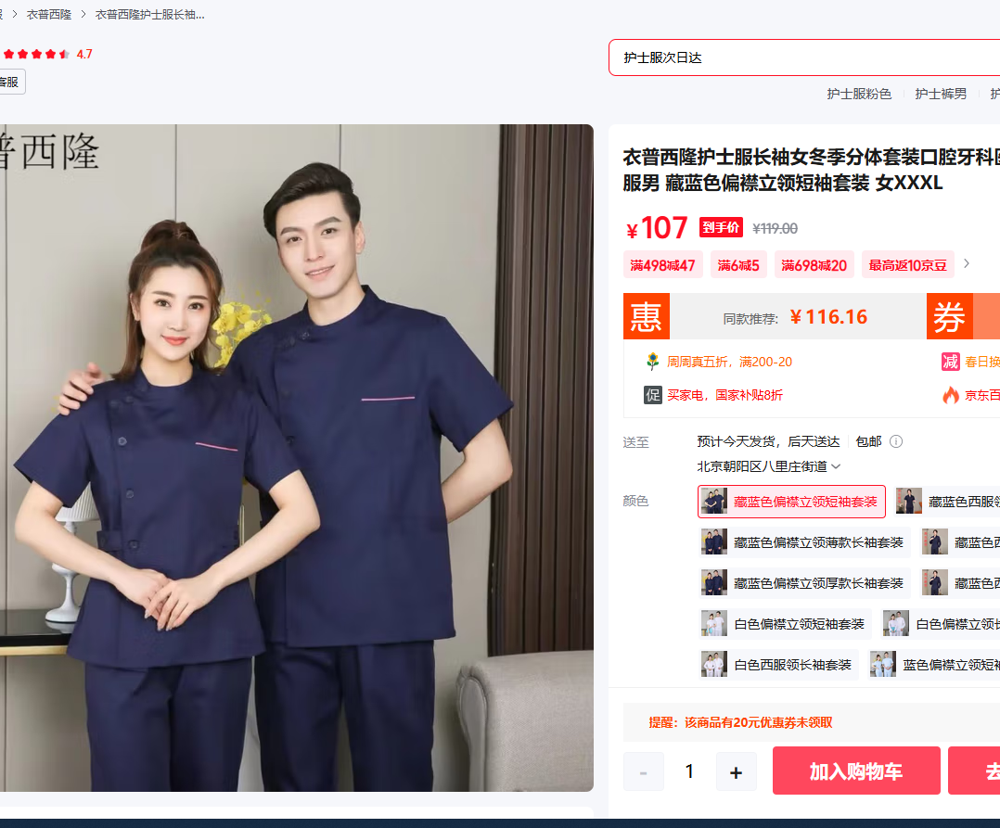 衣普西隆 > 衣普西隆护士服长袖...
4.7
客服
护士服次日达
护士服粉色 护士裤男
普西隆
衣普西隆护士服长袖女冬季分体套装口腔牙科医
服男 藏蓝色偏襟立领短袖套装 女XXXL
¥107 到手价 ¥119.00
满498减47 满6减5 满698减20 最高返10京豆
惠 同款推荐: ¥116.16 券
周周真五折，满200-20 减 春日换
促 买家电，国家补贴8折 京东百
送至 预计今天发货，后天送达 包邮
北京朝阳区八里庄街道
颜色 藏蓝色偏襟立领短袖套装 藏蓝色西服领
藏蓝色偏襟立领薄款长袖套装 藏蓝色西
藏蓝色偏襟立领厚款长袖套装 藏蓝色西
白色偏襟立领短袖套装 白色偏襟立领长
白色西服领长袖套装 蓝色偏襟立领短袖
提醒：该商品有20元优惠券未领取
- 1 + 加入购物车 去